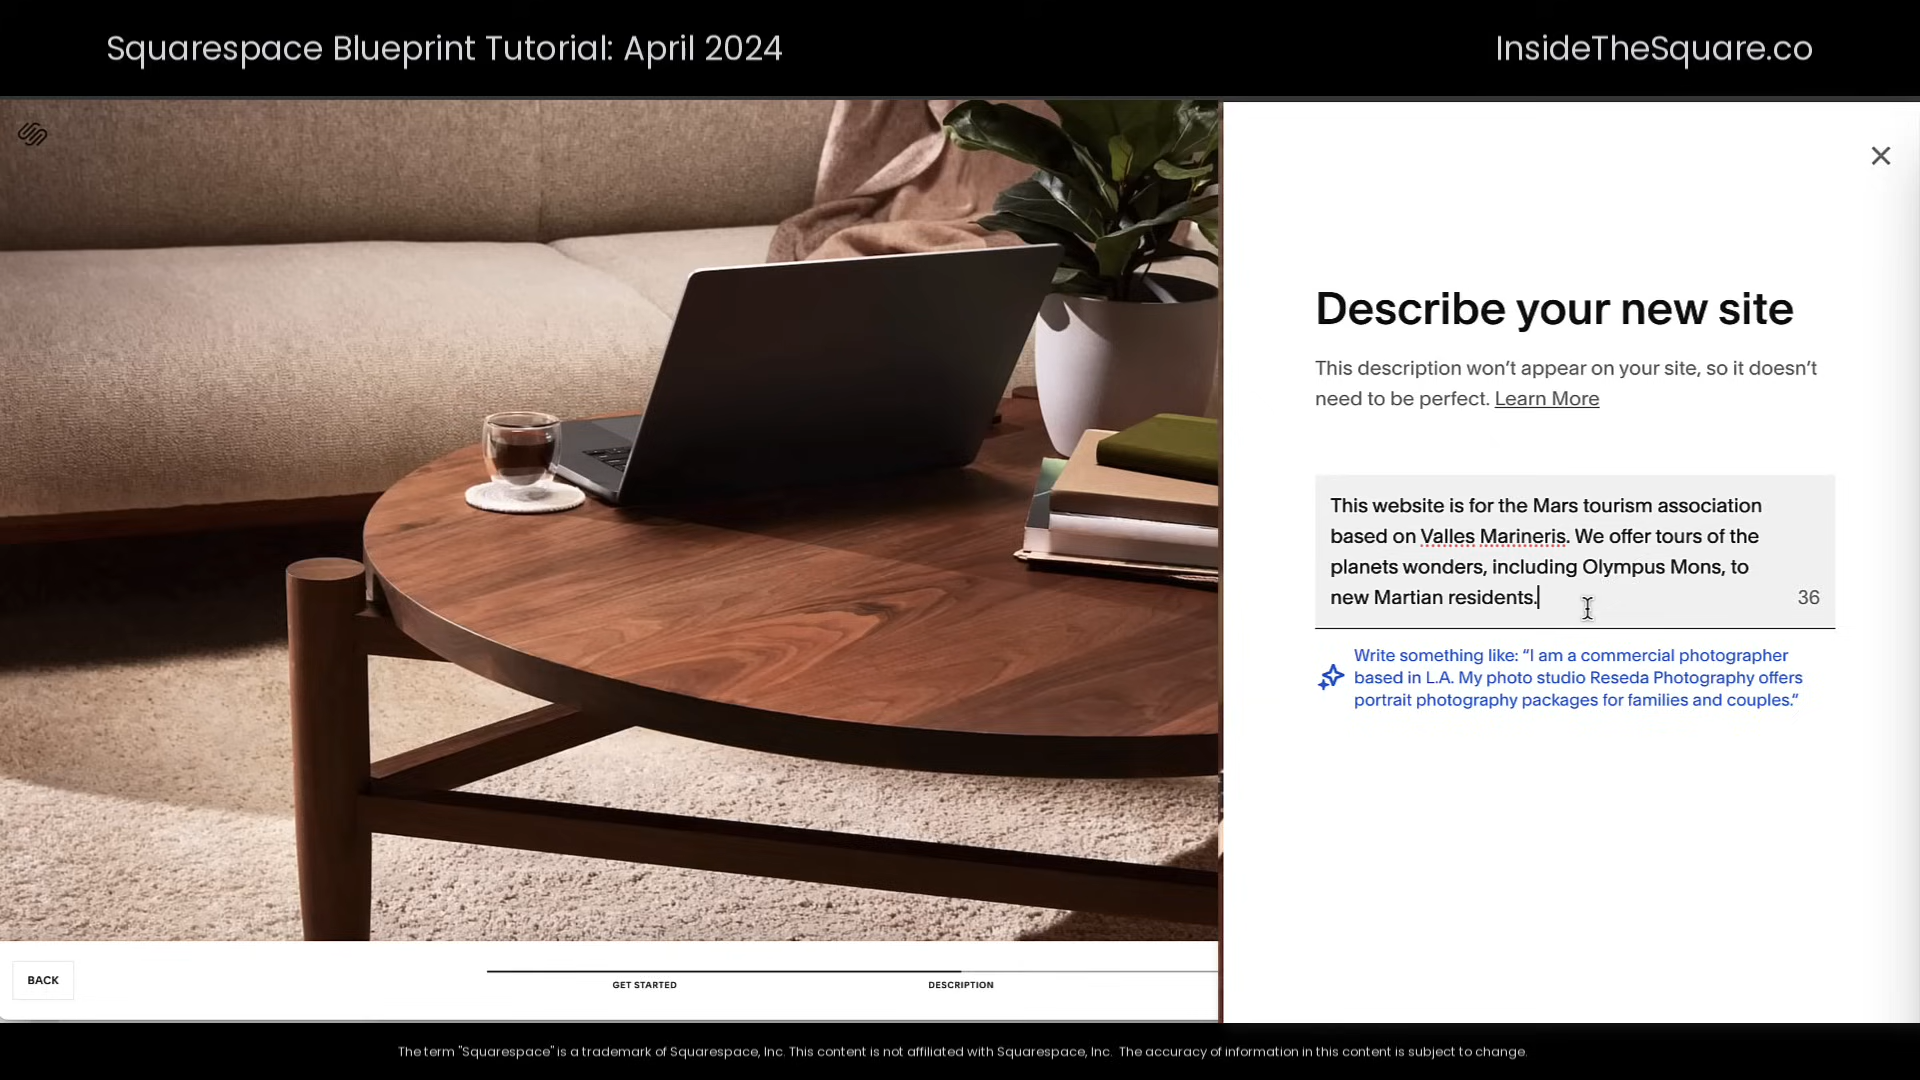 Squarespace Blueprint Tutorial: April 2024
InsideTheSquare.co
Describe your new site
This description won’t appear on your site, so it doesn’t
need to be perfect. Learn More
This website is for the Mars tourism association
based on Valles Marineris. We offer tours of the
planets wonders, including Olympus Mons, to
new Martian residents.
36
Write something like: “I am a commercial photographer
based in L.A. My photo studio Reseda Photography offers
portrait photography packages for families and couples.”
BACK
GET STARTED
DESCRIPTION
The term "Squarespace" is a trademark of Squarespace, Inc. This content is not affiliated with Squarespace, Inc. The accuracy of information in this content is subject to change.